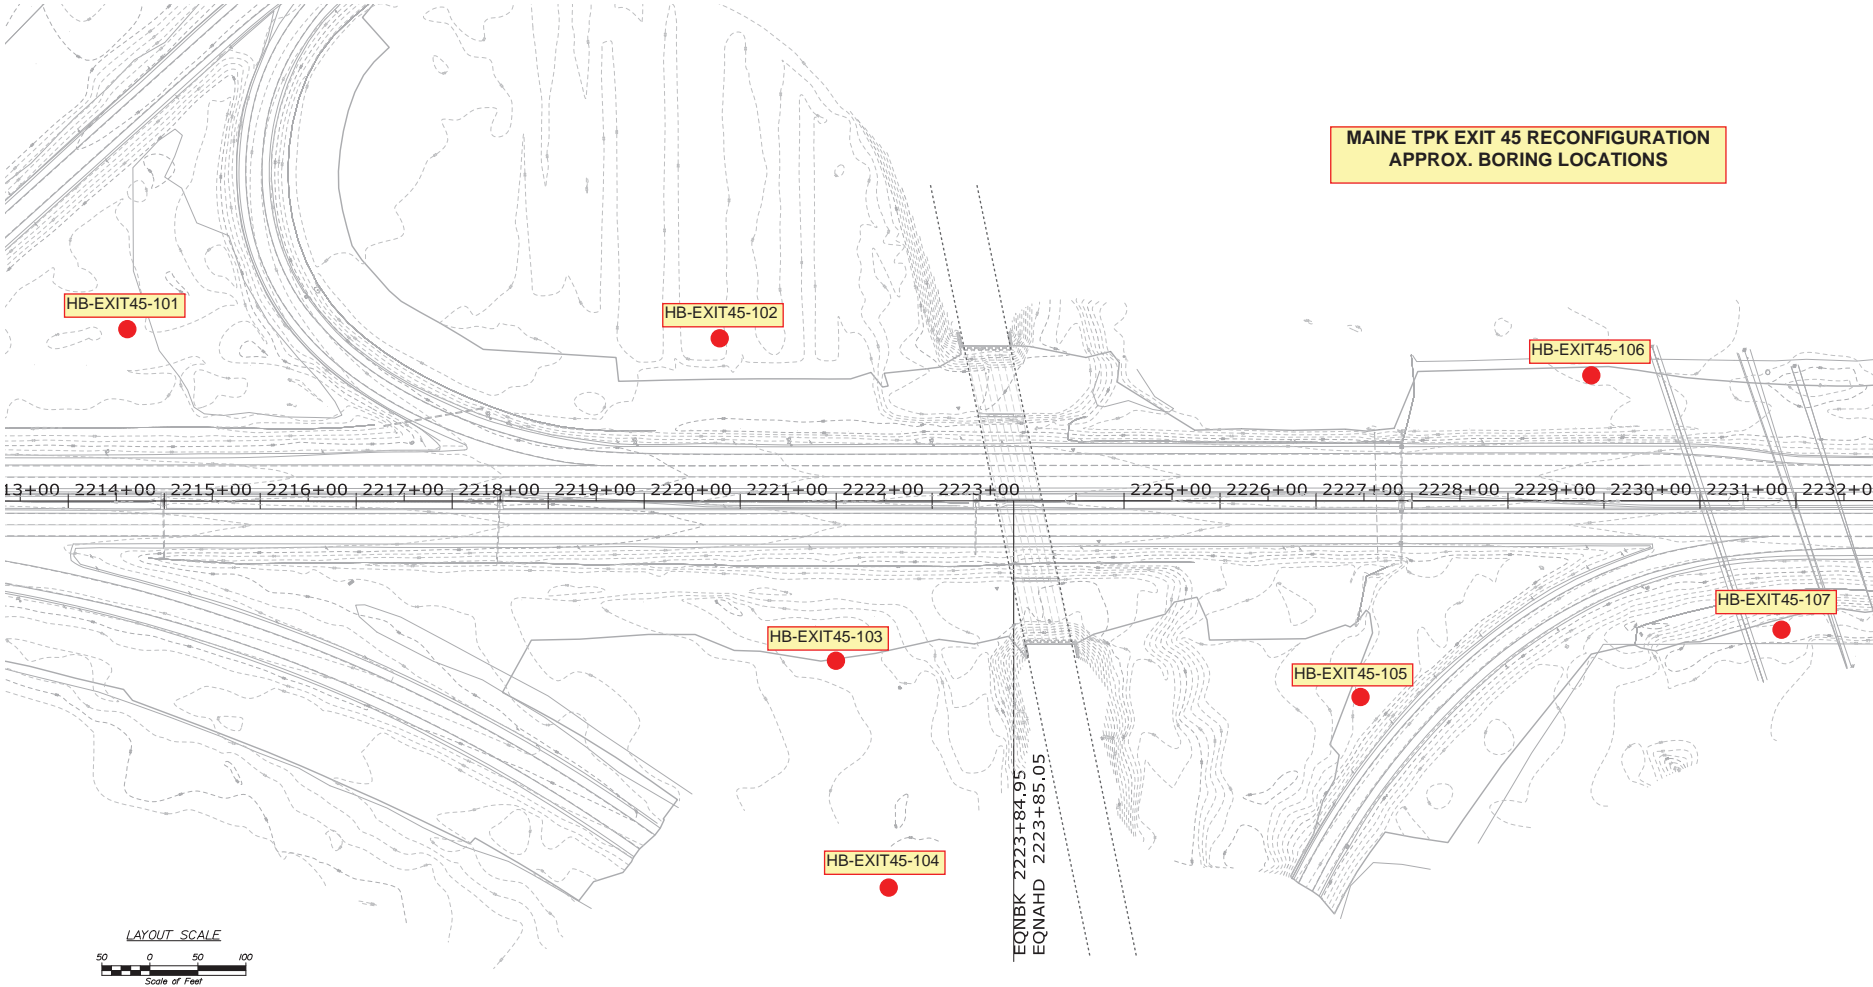 MAINE TPK EXIT 45 RECONFIGURATION
APPROX. BORING LOCATIONS
HB-EXIT45-101
HB-EXIT45-102
HB-EXIT45-106
13+00 2214+00 2215+00 2216+00 2217+00 2218+00 2219+00 2220+00 2221+00 2222+00 2223+00 2225+00 2226+00 2227+00 2228+00 2229+00 2230+00 2231+00 2232+0
HB-EXIT45-107
HB-EXIT45-103
HB-EXIT45-105
HB-EXIT45-104
EQNBK 2223+84.95
EQNAHD 2223+85.05
LAYOUT SCALE
50 0 50 100
Scale of Feet